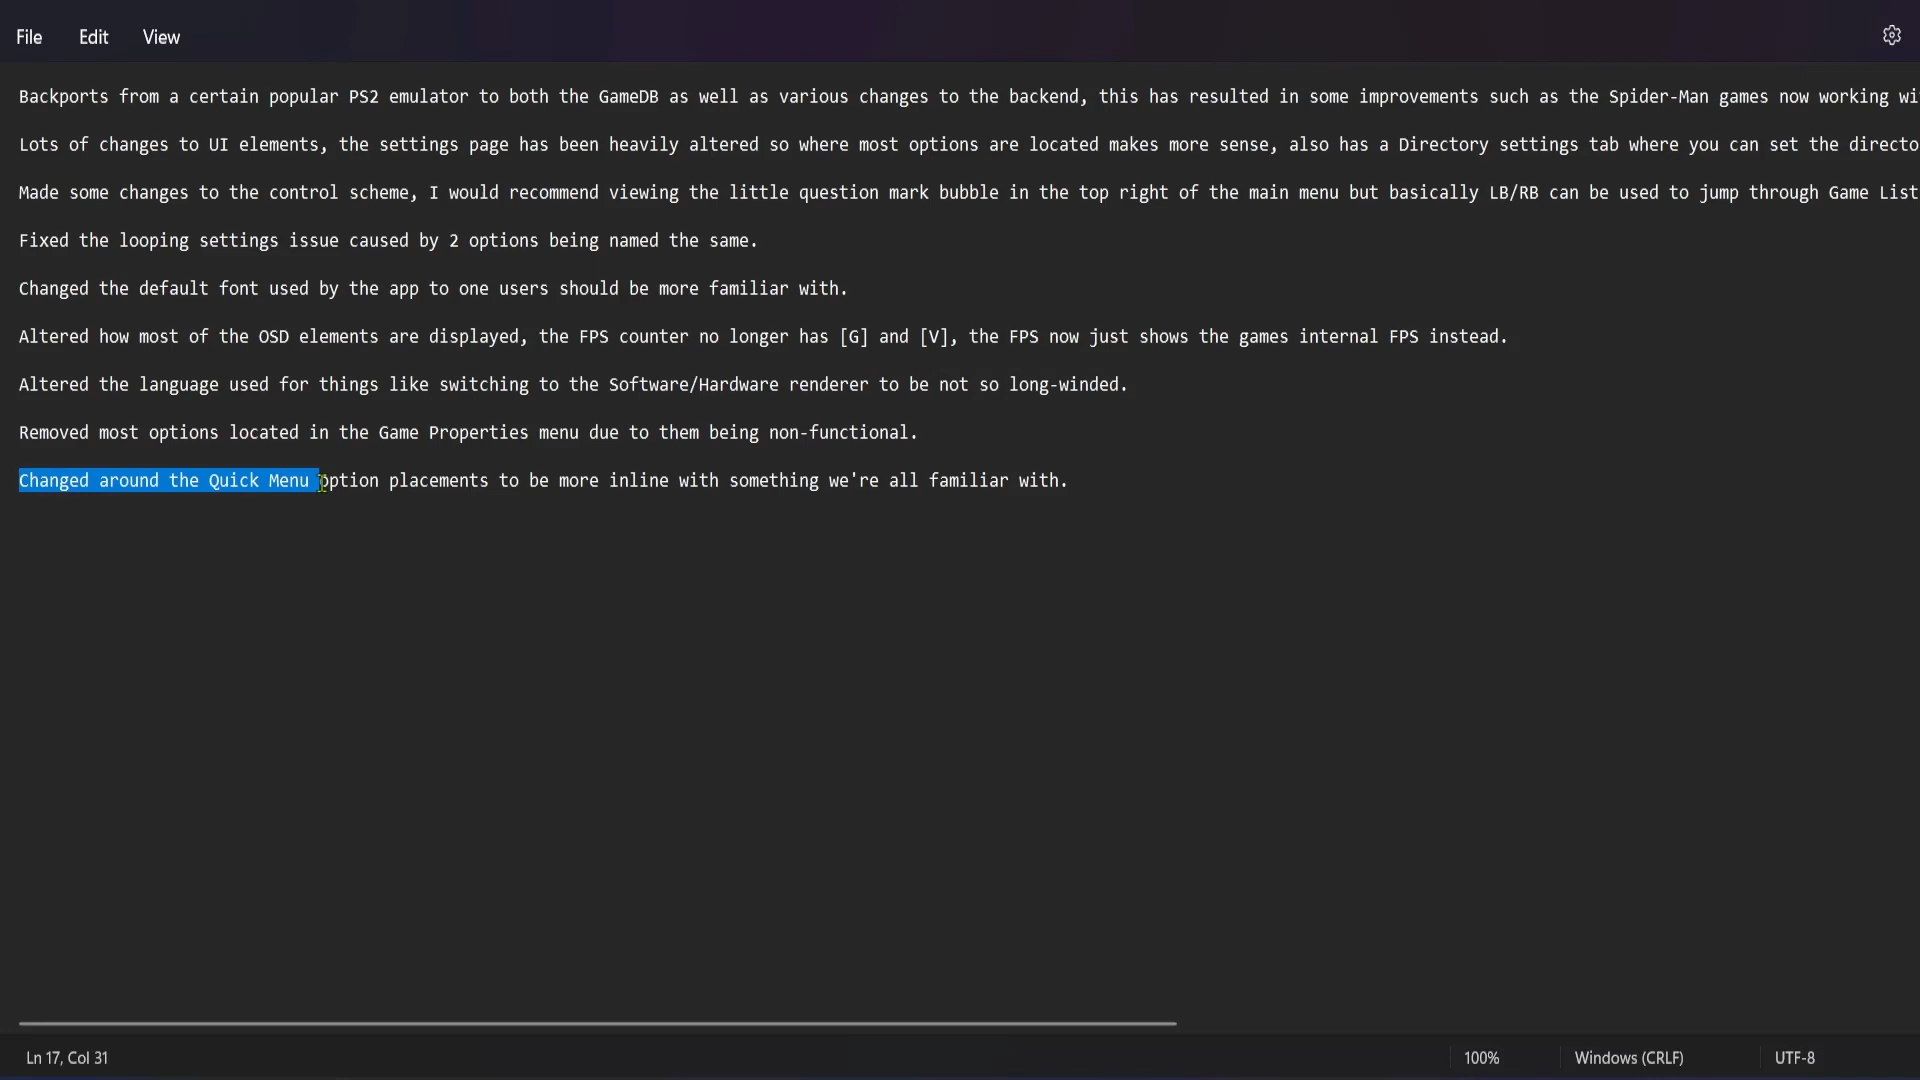 File Edit View
Backports from a certain popular PS2 emulator to both the GameDB as well as various changes to the backend, this has resulted in some improvements such as the Spider-Man games now working
Lots of changes to UI elements, the settings page has been heavily altered so where most options are located makes more sense, also has a Directory settings tab where you can set the
Made some changes to the control scheme, I would recommend viewing the little question mark bubble in the top right of the main menu but basically LB/RB can be used to jump through Game List
Fixed the looping settings issue caused by 2 options being named the same.
Changed the default font used by the app to one users should be more familiar with.
Altered how most of the OSD elements are displayed, the FPS counter no longer has [G] and [V], the FPS now just shows the games internal FPS instead.
Altered the language used for things like switching to the Software/Hardware renderer to be not so long-winded.
Removed most options located in the Game Properties menu due to them being non-functional.
Changed around the Quick Menu option placements to be more inline with something we're all familiar with.
Ln 17, Col 31 100% Windows (CRLF) UTF-8